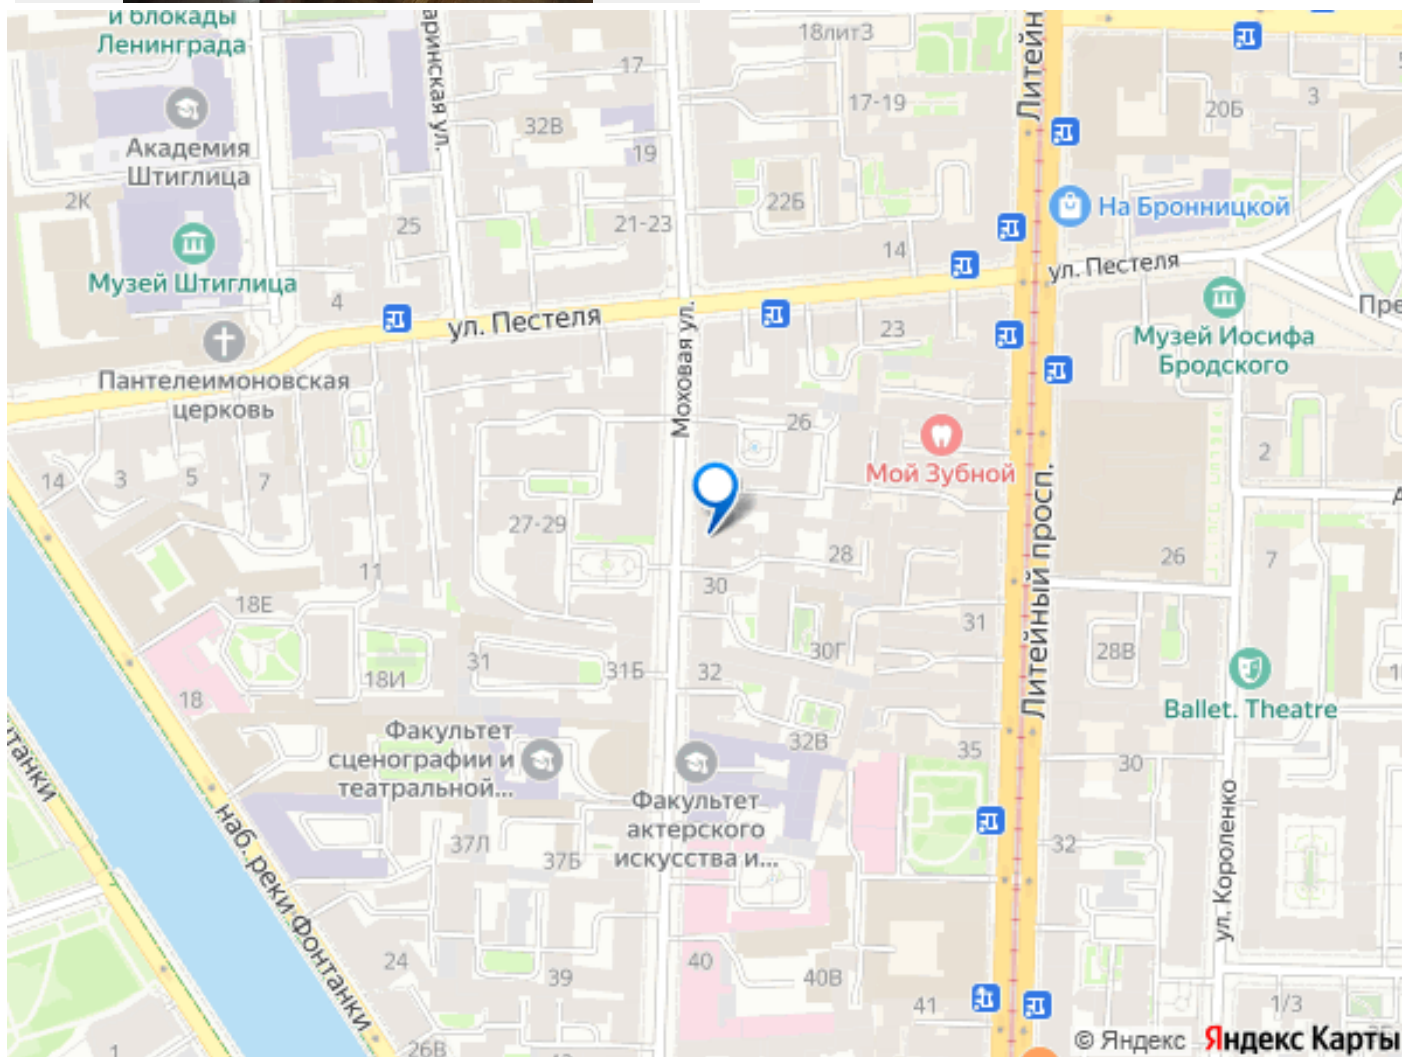 и блокады
Ленинграда
аринская ул.
17
18лит3
Литейн
17-19
20Б
3
32В
19
Академия
Штиглица
2К
25
21-23
22Б
На Бронницкой
14
Музей Штиглица
4
ул. Пестеля
ул. Пестеля
Моховая ул.
23
Пре
Музей Иосифа
Бродского
Пантелеимоновская
церковь
26
2
Мой Зубной
14
3
5
7
27-29
Литейный просп.
28
26
7
11
30
18Е
31
30Г
28В
31
31Б
32
18И
18
Ballet. Theatre
Факультет
сценографии и
театральной...
32В
35
30
нтанки
наб. реки Фонтанки
Факультет
актерского
искусства и...
37Л
37Б
32
ул. Короленко
24
39
40
40В
41
1/3
1
26В
© Яндекс Яндекс Карты